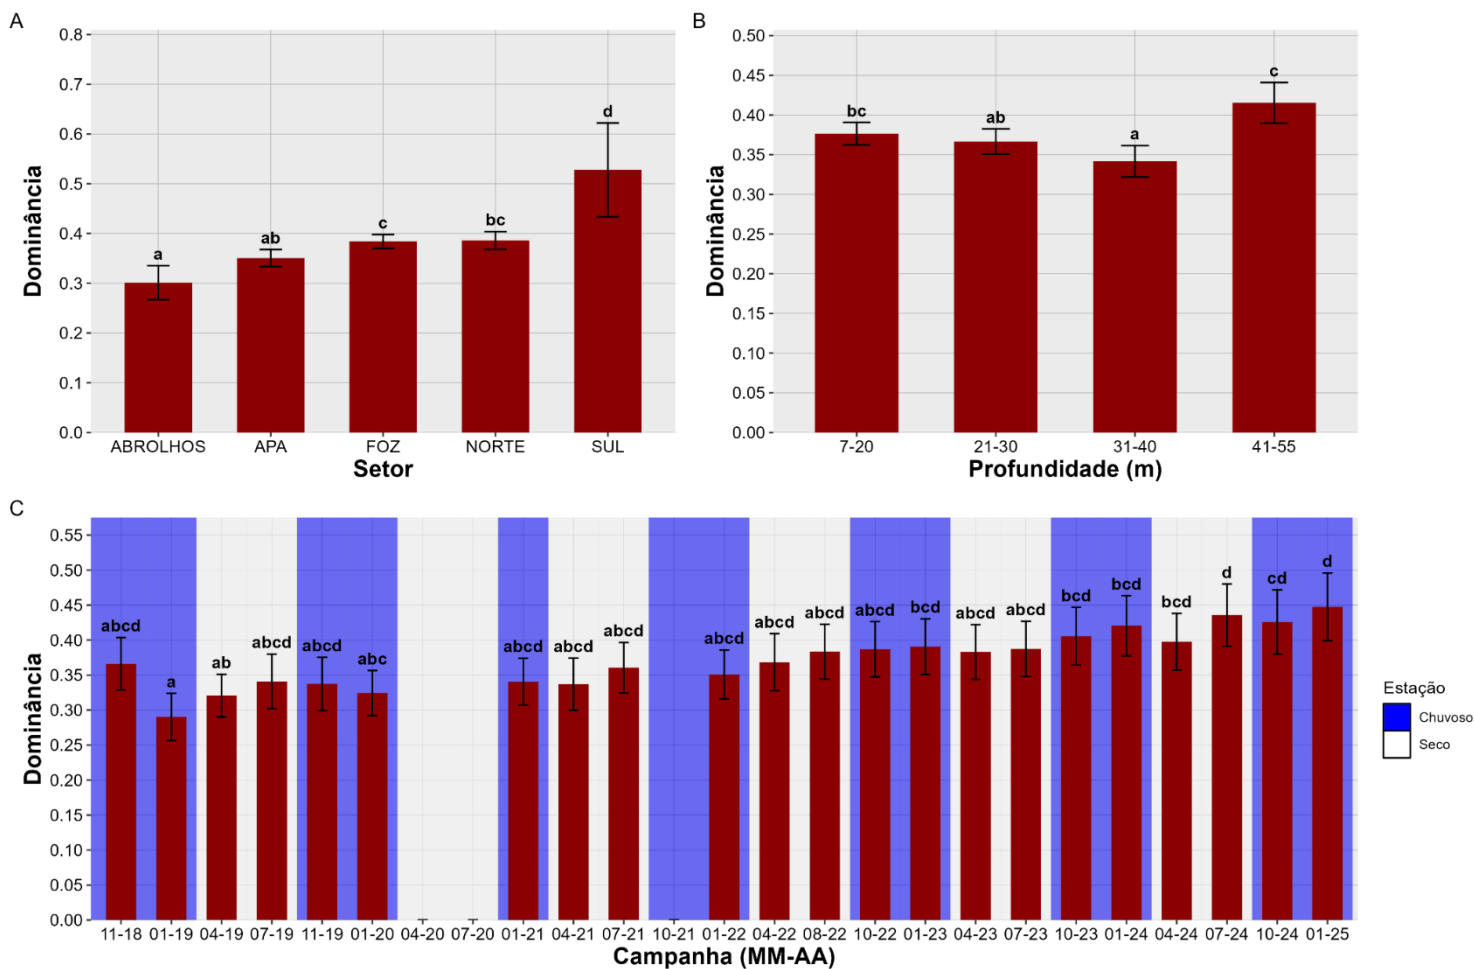 A
Dominância
0.8
0.7
0.6
0.5
0.4
0.3
0.2
0.1
0.0
a
ab
c
bc
d
ABROLHOS APA FOZ NORTE SUL
Setor
B
Dominância
0.50
0.45
0.40
0.35
0.30
0.25
0.20
0.15
0.10
0.05
0.00
bc
ab
a
c
7-20 21-30 31-40 41-55
Profundidade (m)
C
Dominância
0.55
0.50
0.45
0.40
0.35
0.30
0.25
0.20
0.15
0.10
0.05
0.00
abcd
a
ab
abcd
abcd
abc
abcd
abcd
abcd
abcd
abcd
abcd
abcd
bcd
abcd
abcd
bcd
bcd
bcd
d
cd
d
11-18 01-19 04-19 07-19 11-19 01-20 04-20 07-20 01-21 04-21 07-21 10-21 01-22 04-22 08-22 10-22 01-23 04-23 07-23 10-23 01-24 04-24 07-24 10-24 01-25
Campanha (MM-AA)
Estação
Chuvoso
Seco